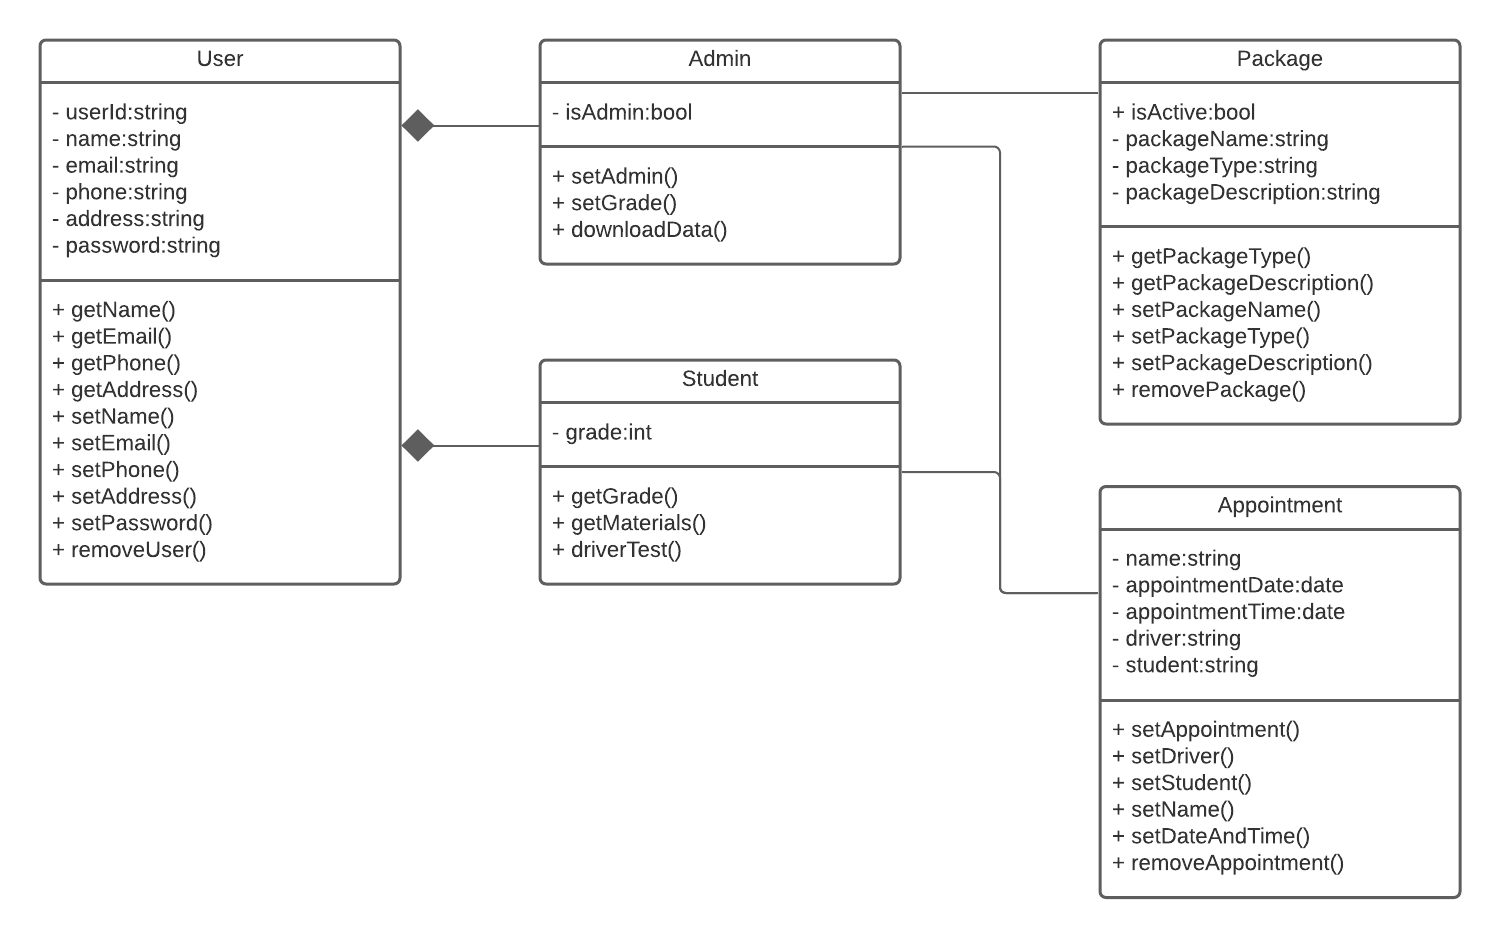 User
- userId:string
- name:string
- email:string
- phone:string
- address:string
- password:string
+ getName()
+ getEmail()
+ getPhone()
+ getAddress()
+ setName()
+ setEmail()
+ setPhone()
+ setAddress()
+ setPassword()
+ removeUser()
Admin
- isAdmin:bool
+ setAdmin()
+ setGrade()
+ downloadData()
Student
- grade:int
+ getGrade()
+ getMaterials()
+ driverTest()
Package
+ isActive:bool
- packageName:string
- packageType:string
- packageDescription:string
+ getPackageType()
+ getPackageDescription()
+ setPackageName()
+ setPackageType()
+ setPackageDescription()
+ removePackage()
Appointment
- name:string
- appointmentDate:date
- appointmentTime:date
- driver:string
- student:string
+ setAppointment()
+ setDriver()
+ setStudent()
+ setName()
+ setDateAndTime()
+ removeAppointment()